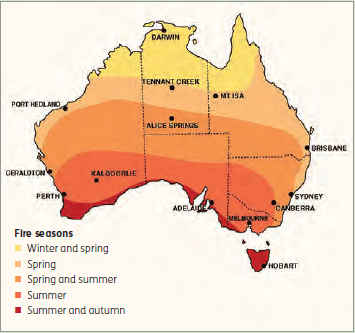 DARWIN
TENNANT CREEK
MT ISA
PORT HEDLAND
ALICE SPRINGS
BRISBANE
GERALDTON
KALGOORLIE
PERTH
SYDNEY
ADELAIDE
CANBERRA
MELBOURNE
Fire seasons
Winter and spring
Spring
Spring and summer
Summer
Summer and autumn
HOBART